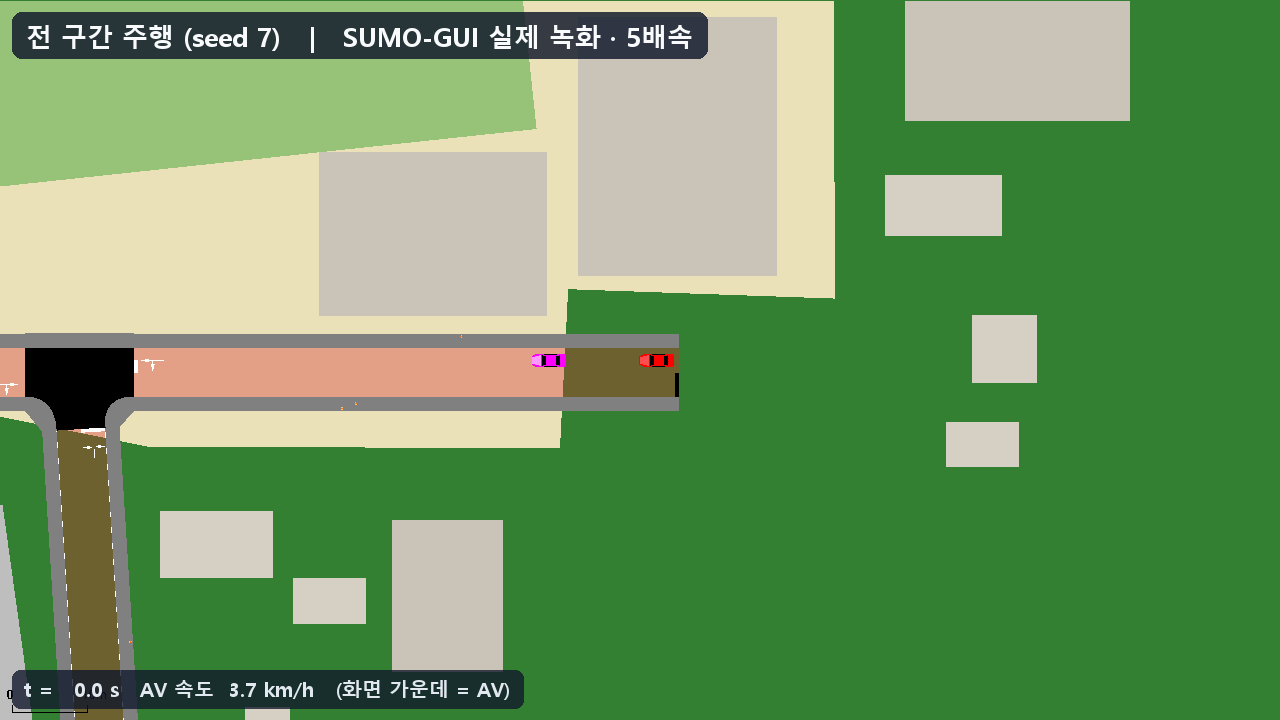 전 구간 주행 (seed 7) | SUMO-GUI 실제 녹화 · 5배속
t = 0.0 s AV 속도 3.7 km/h (화면 가운데 = AV)